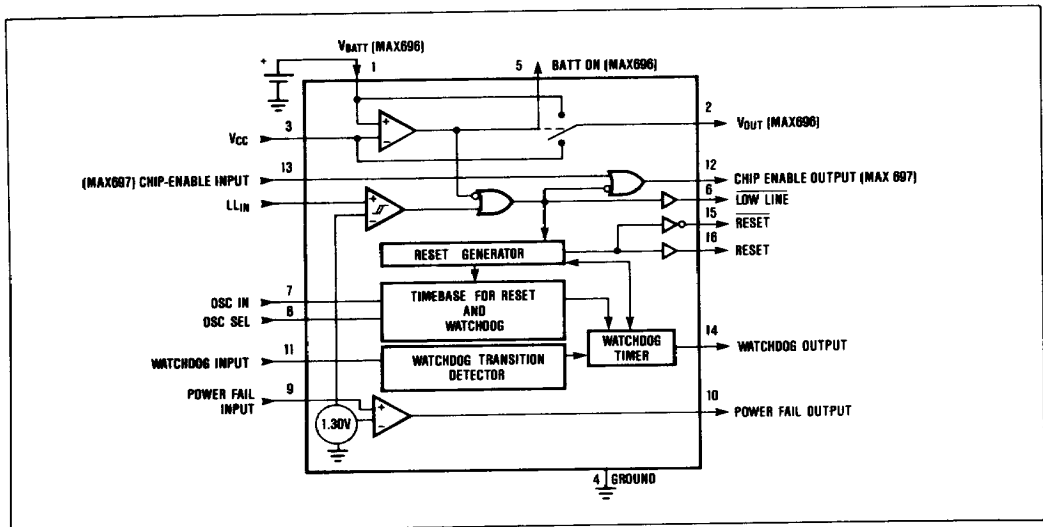 VBATT (MAX696)
1
5
BATT ON (MAX696)
+
+
−
2
VOUT (MAX696)
VCC
3
13
(MAX697) CHIP-ENABLE INPUT
12
CHIP ENABLE OUTPUT (MAX 697)
LLIN
+
−
6
LOW LINE
15
RESET
16
RESET
RESET GENERATOR
OSC IN
7
OSC SEL
8
TIMEBASE FOR RESET
AND
WATCHDOG
WATCHDOG
TIMER
14
WATCHDOG OUTPUT
WATCHDOG INPUT
11
WATCHDOG TRANSITION
DETECTOR
POWER FAIL
INPUT
9
1.30V
+
−
10
POWER FAIL OUTPUT
4 GROUND